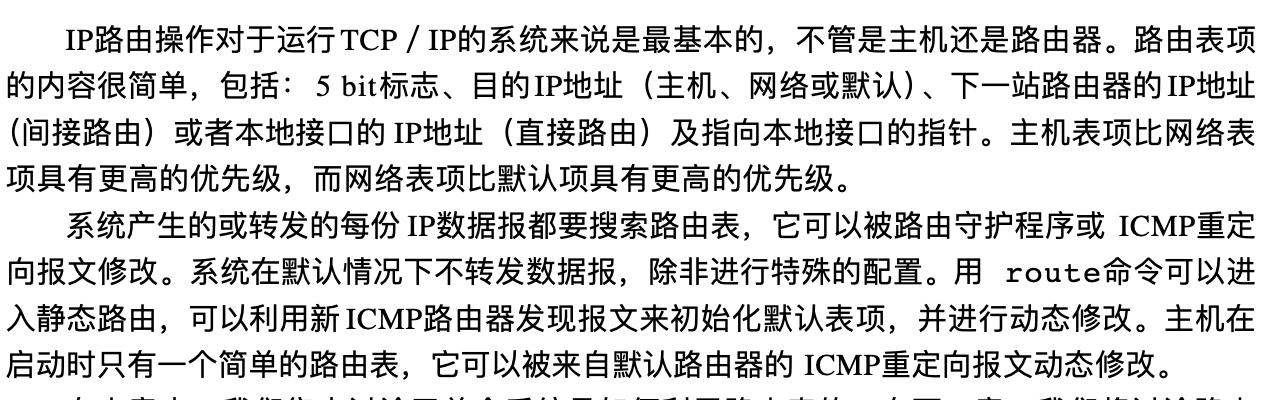 IP路由操作对于运行TCP / IP的系统来说是最基本的，不管是主机还是路由器。路由表项
的内容很简单，包括：5 bit标志、目的IP地址（主机、网络或默认）、下一站路由器的IP地址
（间接路由）或者本地接口的IP地址（直接路由）及指向本地接口的指针。主机表项比网络表
项具有更高的优先级，而网络表项比默认项具有更高的优先级。
系统产生的或转发的每份IP数据报都要搜索路由表，它可以被路由守护程序或ICMP重定
向报文修改。系统在默认情况下不转发数据报，除非进行特殊的配置。用 route命令可以进
入静态路由，可以利用新ICMP路由器发现报文来初始化默认表项，并进行动态修改。主机在
启动时只有一个简单的路由表，它可以被来自默认路由器的ICMP重定向报文动态修改。